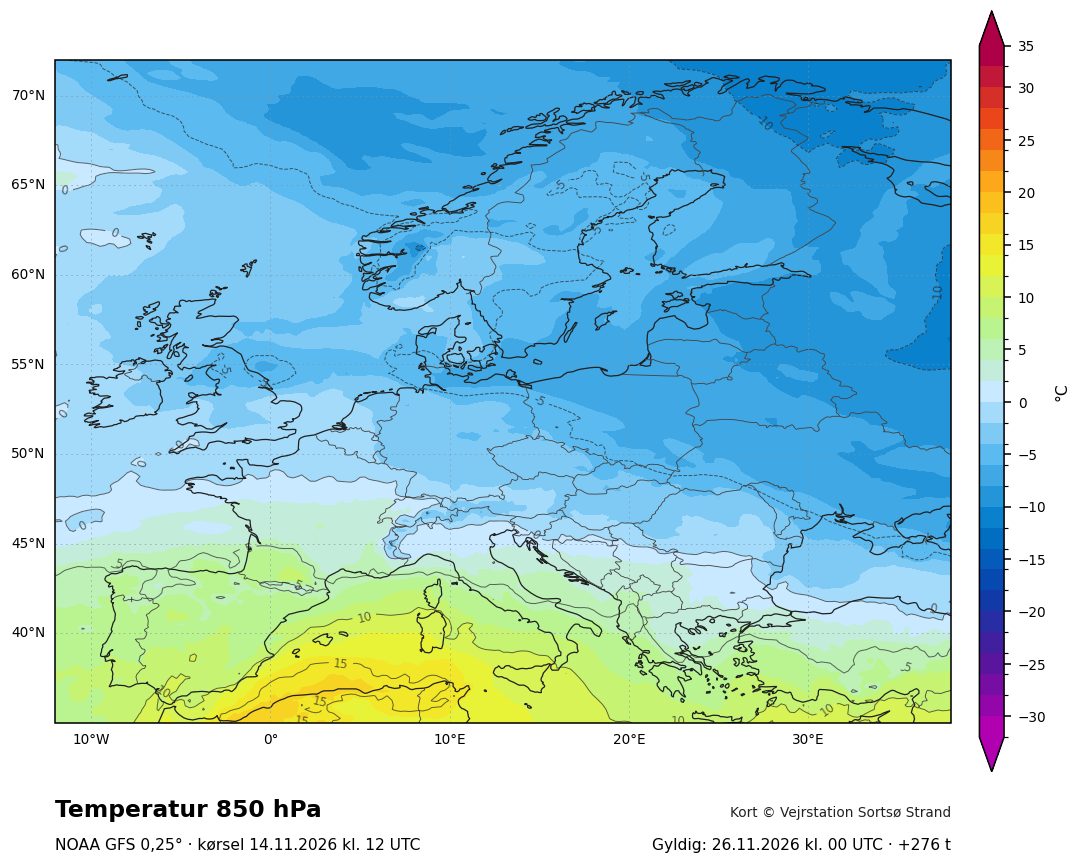 70°N
65°N
60°N
55°N
50°N
45°N
40°N
10°W
0°
10°E
20°E
30°E
35
30
25
20
15
10
5
0
−5
−10
−15
−20
−25
−30
°C
Temperatur 850 hPa
Kort © Vejrstation Sortsø Strand
NOAA GFS 0,25° · kørsel 14.11.2026 kl. 12 UTC
Gyldig: 26.11.2026 kl. 00 UTC · +276 t